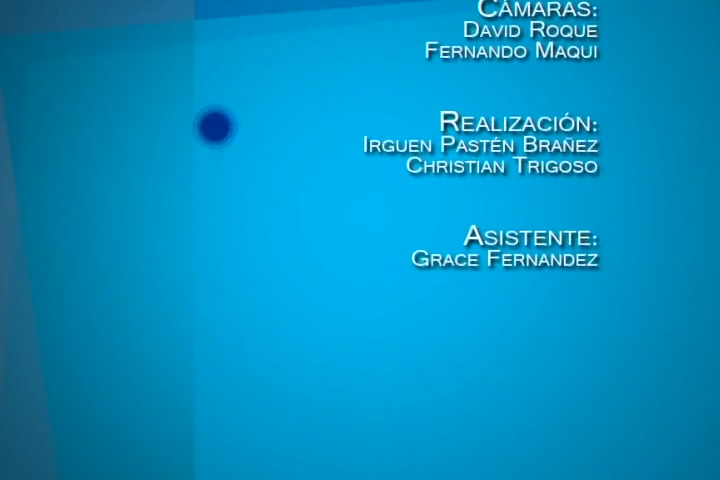 CÁMARAS:
DAVID ROQUE
FERNANDO MAQUI
REALIZACIÓN:
IRGUEN PASTÉN BRAÑEZ
CHRISTIAN TRIGOSO
ASISTENTE:
GRACE FERNANDEZ